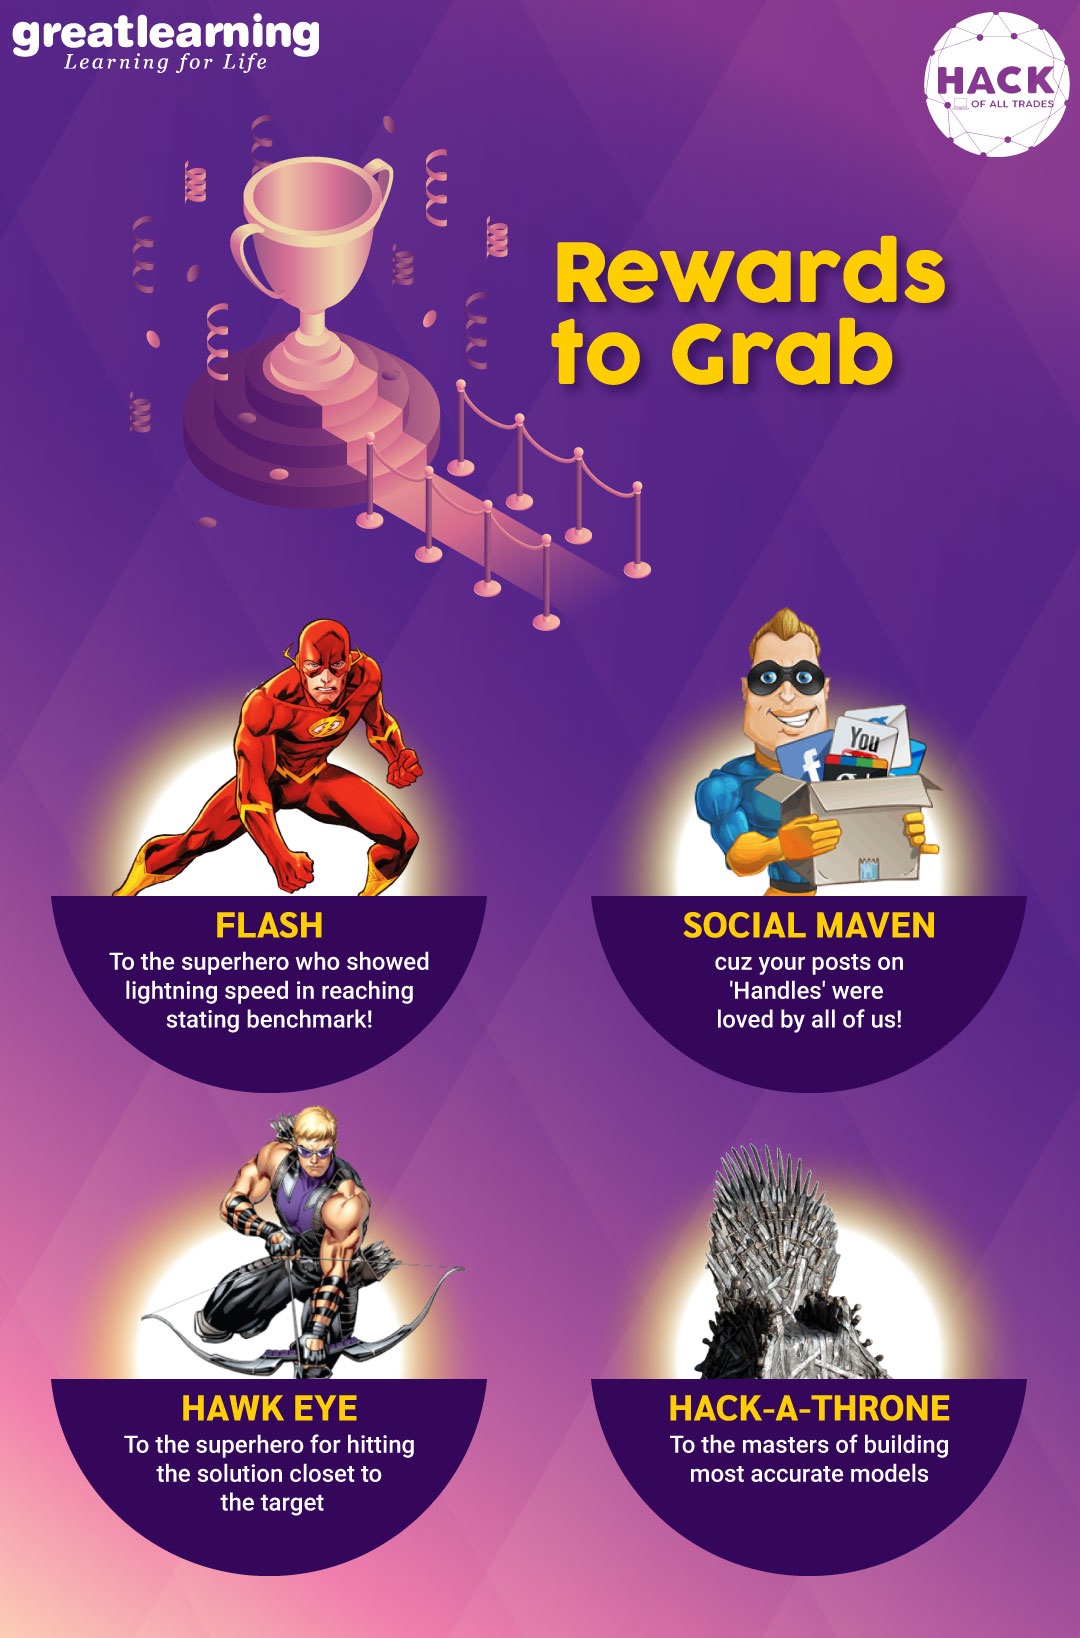 greatlearning
Learning for Life
HACK
OF ALL TRADES
Rewards
to Grab
f
You
FLASH
To the superhero who showed
lightning speed in reaching
stating benchmark!
SOCIAL MAVEN
cuz your posts on
'Handles' were
loved by all of us!
HAWK EYE
To the superhero for hitting
the solution closet to
the target
HACK-A-THRONE
To the masters of building
most accurate models